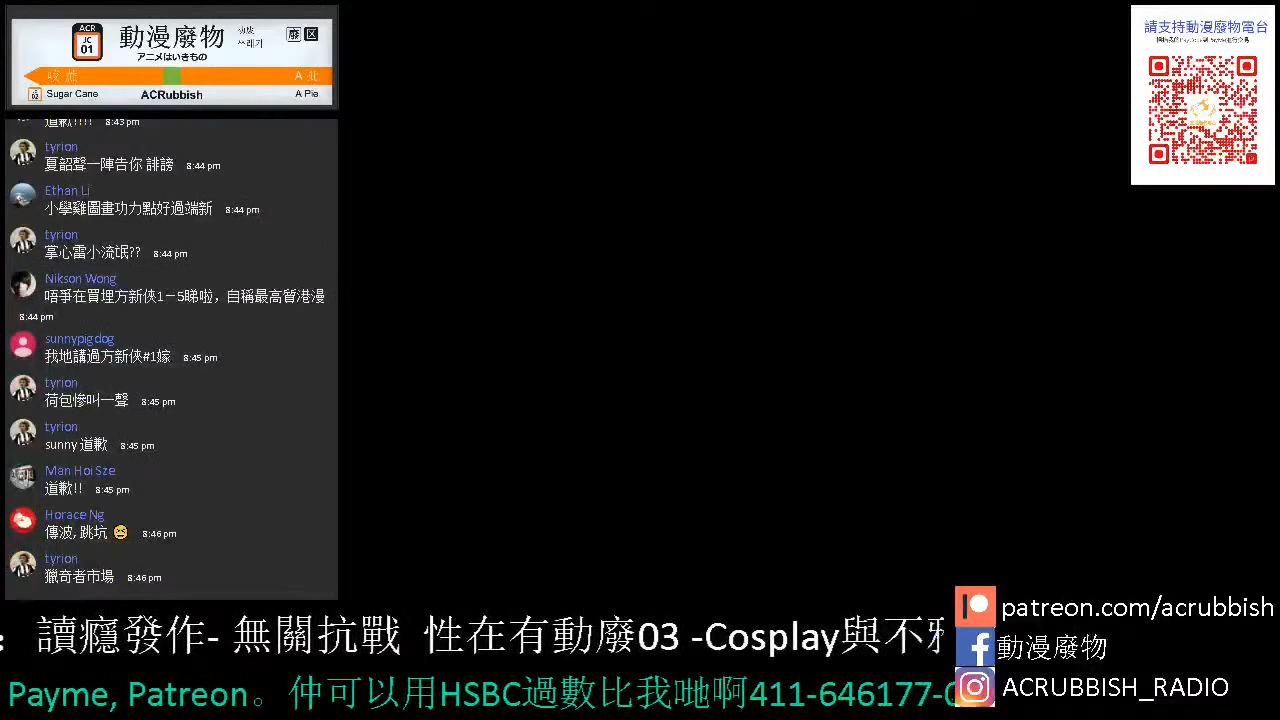 ACR
JC
01
動漫廢物
アニメはいきもの
쓰레기
廢 区
吱 蔗
A 北
JC
02
Sugar Cane
ACRubbish
A Pie
請支持動漫廢物電台
道歉!!!! 8:43 pm
tyrion
夏韶聲一陣告你 誹謗 8:44 pm
Ethan Li
小學雞圖畫功力點好過端新 8:44 pm
tyrion
掌心雷小流氓?? 8:44 pm
Nikson Wong
唔爭在買埋方新俠1－5睇啦，自稱最高質港漫
8:44 pm
sunnypigdog
我地講過方新俠#1嫁 8:45 pm
tyrion
荷包慘叫一聲 8:45 pm
tyrion
sunny 道歉 8:45 pm
Man Hoi Sze
道歉!! 8:45 pm
Horace Ng
傳波, 跳坑 😆 8:46 pm
tyrion
獵奇者市場 8:46 pm
: 讀癮發作- 無關抗戰 性在有動廢03 -Cosplay與不
Payme, Patreon。仲可以用HSBC過數比我哋啊411-646177-
patreon.com/acrubbish
動漫廢物
ACRUBBISH_RADIO